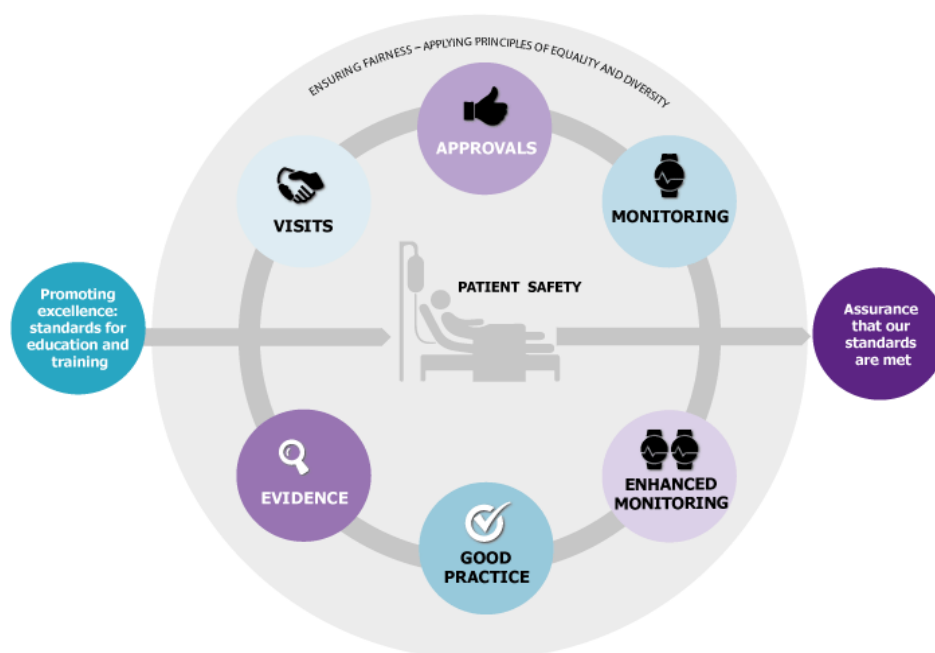 ENSURING FAIRNESS – APPLYING PRINCIPLES OF EQUALITY AND DIVERSITY
APPROVALS
VISITS
MONITORING
PATIENT SAFETY
Promoting
excellence:
standards for
education and
training
Assurance
that our
standards
are met
EVIDENCE
ENHANCED
MONITORING
GOOD
PRACTICE